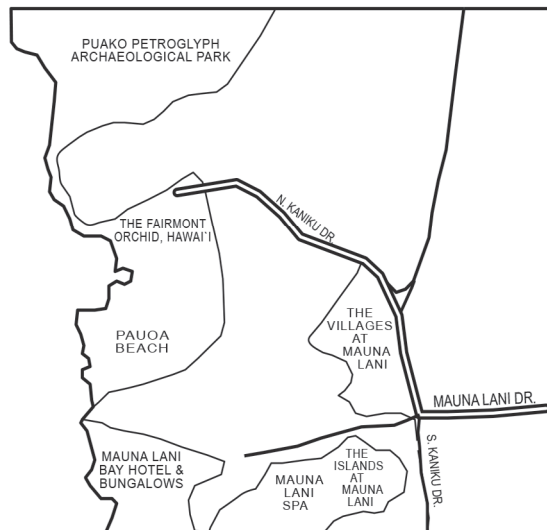 PUAKO PETROGLYPH
ARCHAEOLOGICAL PARK
THE FAIRMONT
ORCHID, HAWAI`I
N. KANIKU DR.
PAUOA
BEACH
THE
VILLAGES
AT
MAUNA
LANI
MAUNA LANI DR.
MAUNA LANI
BAY HOTEL &
BUNGALOWS
MAUNA
LANI
SPA
THE
ISLANDS
AT
MAUNA
LANI
S. KANIKU DR.